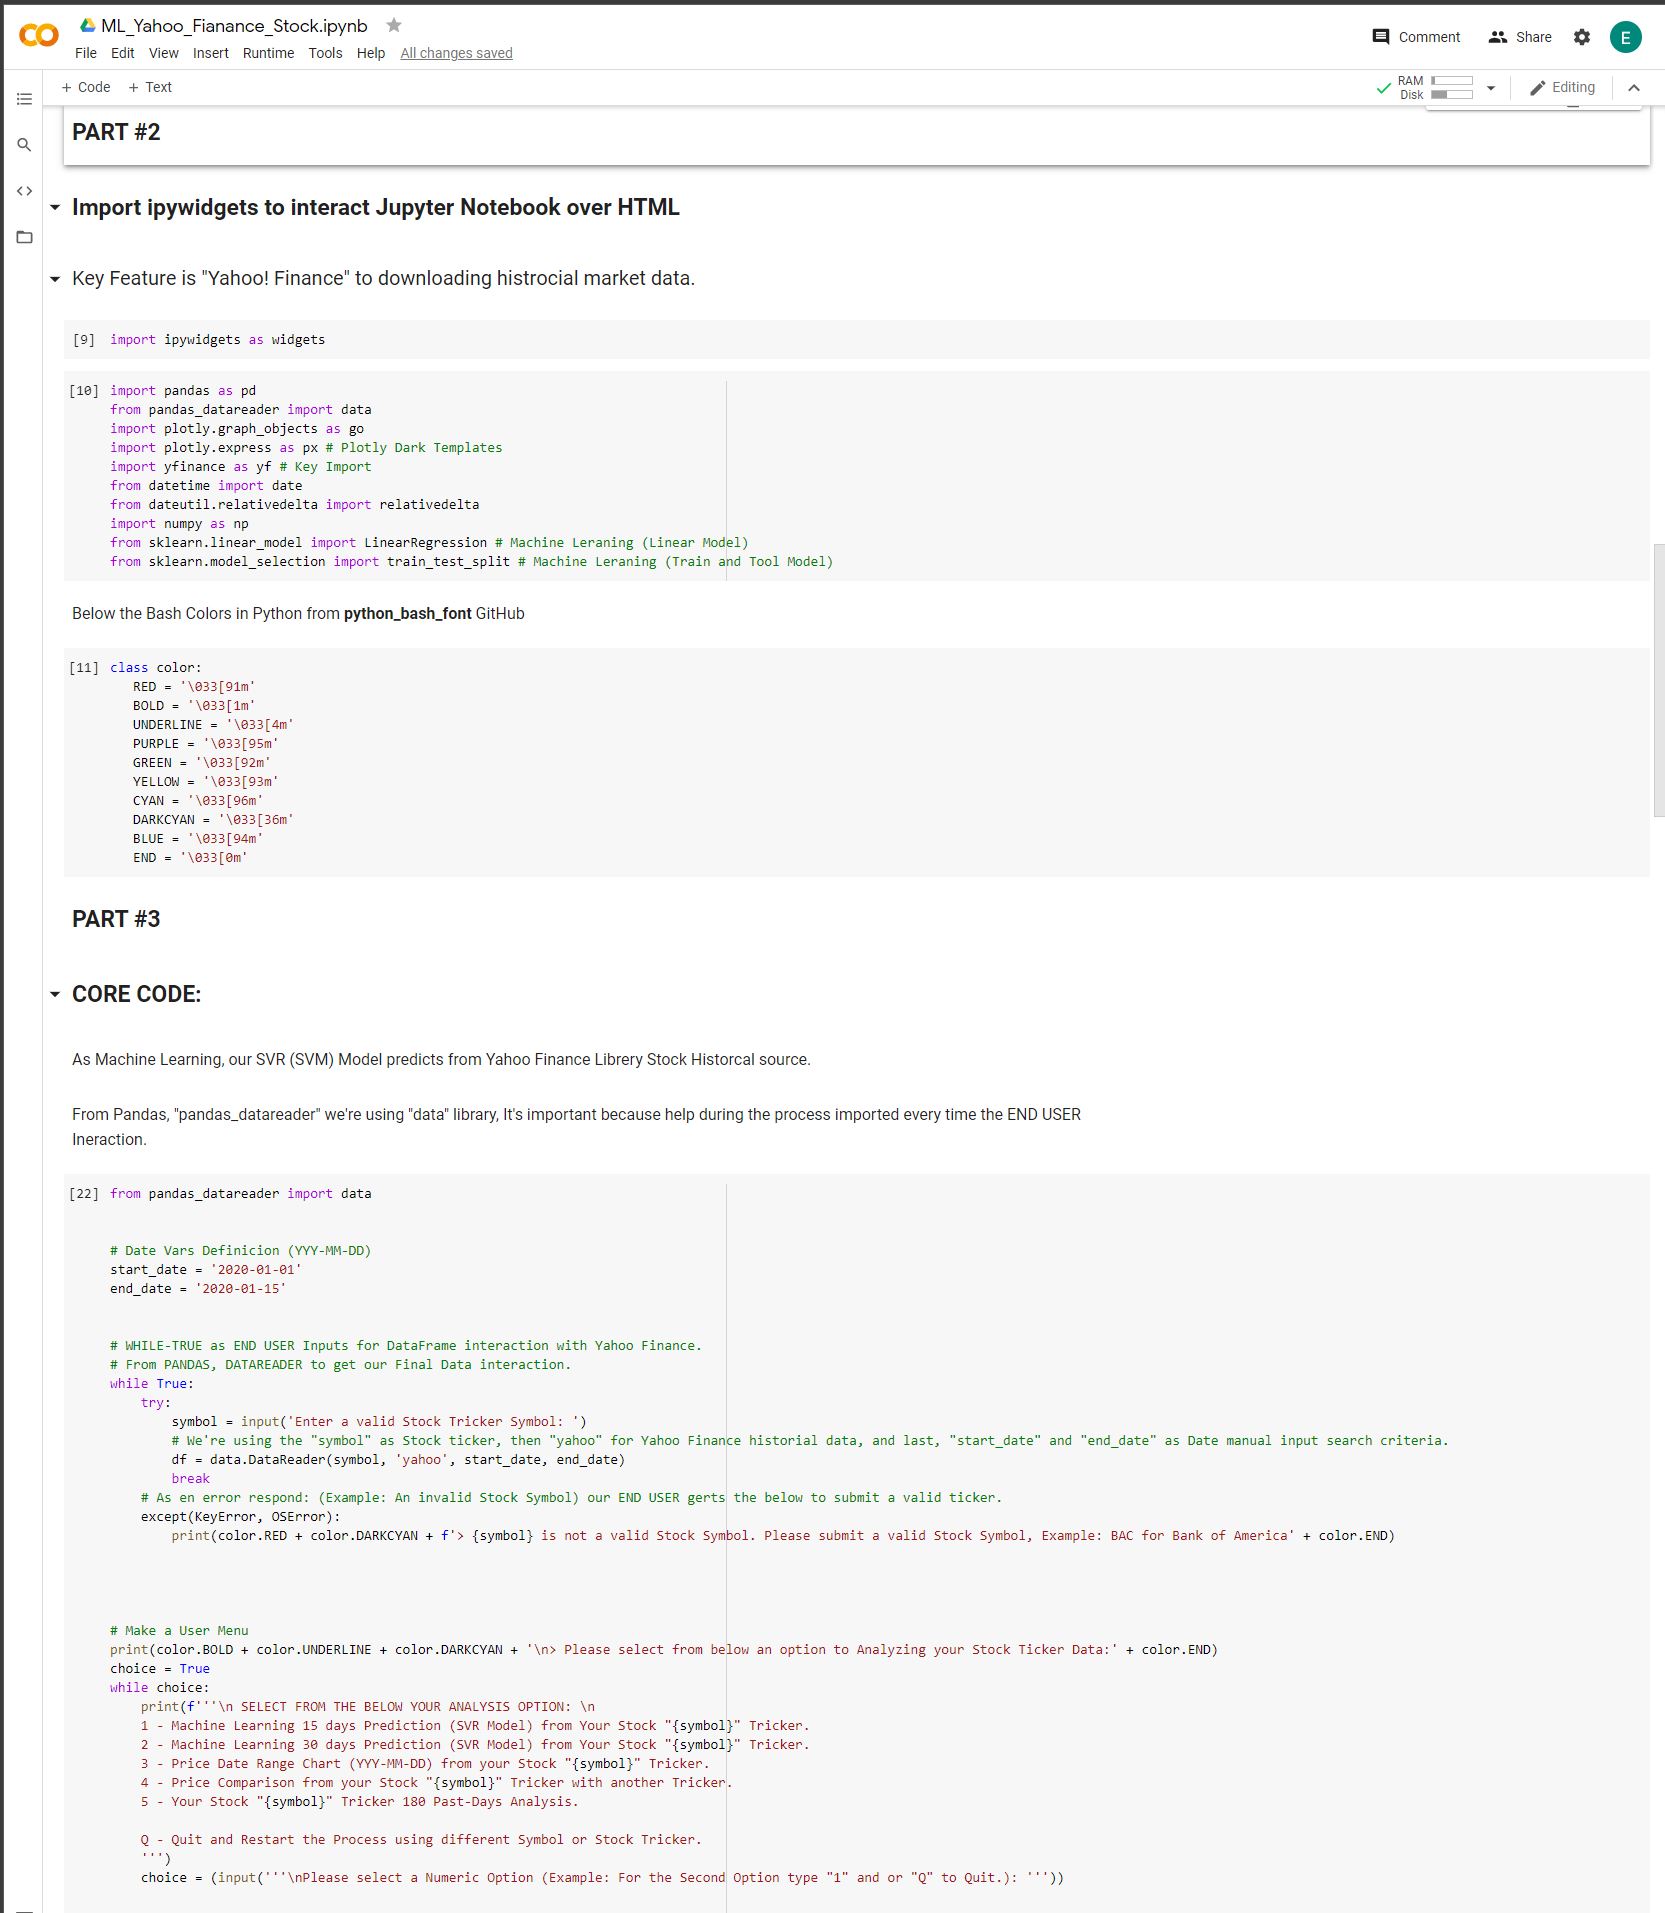 ML_Yahoo_Fianance_Stock.ipynb
File Edit View Insert Runtime Tools Help All changes saved
Comment Share E
+ Code + Text
RAM
Disk
Editing
PART #2
Import ipywidgets to interact Jupyter Notebook over HTML
Key Feature is "Yahoo! Finance" to downloading histrocial market data.
[9] import ipywidgets as widgets
[10] import pandas as pd
from pandas_datareader import data
import plotly.graph_objects as go
import plotly.express as px # Plotly Dark Templates
import yfinance as yf # Key Import
from datetime import date
from dateutil.relativedelta import relativedelta
import numpy as np
from sklearn.linear_model import LinearRegression # Machine Leraning (Linear Model)
from sklearn.model_selection import train_test_split # Machine Leraning (Train and Tool Model)
Below the Bash Colors in Python from python_bash_font GitHub
[11] class color:
RED = '\033[91m'
BOLD = '\033[1m'
UNDERLINE = '\033[4m'
PURPLE = '\033[95m'
GREEN = '\033[92m'
YELLOW = '\033[93m'
CYAN = '\033[96m'
DARKCYAN = '\033[36m'
BLUE = '\033[94m'
END = '\033[0m'
PART #3
CORE CODE:
As Machine Learning, our SVR (SVM) Model predicts from Yahoo Finance Librery Stock Historcal source.
From Pandas, "pandas_datareader" we're using "data" library, It's important because help during the process imported every time the END USER
Ineraction.
[22] from pandas_datareader import data
# Date Vars Definicion (YYY-MM-DD)
start_date = '2020-01-01'
end_date = '2020-01-15'
# WHILE-TRUE as END USER Inputs for DataFrame interaction with Yahoo Finance.
# From PANDAS, DATAREADER to get our Final Data interaction.
while True:
try:
symbol = input('Enter a valid Stock Tricker Symbol: ')
# We're using the "symbol" as Stock ticker, then "yahoo" for Yahoo Finance historial data, and last, "start_date" and "end_date" as Date manual input search criteria.
df = data.DataReader(symbol, 'yahoo', start_date, end_date)
break
# As en error respond: (Example: An invalid Stock Symbol) our END USER gerts the below to submit a valid ticker.
except(KeyError, OSError):
print(color.RED + color.DARKCYAN + f'> {symbol} is not a valid Stock Symbol. Please submit a valid Stock Symbol, Example: BAC for Bank of America' + color.END)
# Make a User Menu
print(color.BOLD + color.UNDERLINE + color.DARKCYAN + '\n> Please select from below an option to Analyzing your Stock Ticker Data:' + color.END)
choice = True
while choice:
print(f'''\n SELECT FROM THE BELOW YOUR ANALYSIS OPTION: \n
1 - Machine Learning 15 days Prediction (SVR Model) from Your Stock "{symbol}" Tricker.
2 - Machine Learning 30 days Prediction (SVR Model) from Your Stock "{symbol}" Tricker.
3 - Price Date Range Chart (YYY-MM-DD) from your Stock "{symbol}" Tricker.
4 - Price Comparison from your Stock "{symbol}" Tricker with another Tricker.
5 - Your Stock "{symbol}" Tricker 180 Past-Days Analysis.
Q - Quit and Restart the Process using different Symbol or Stock Tricker.
''')
choice = (input('''\nPlease select a Numeric Option (Example: For the Second Option type "1" and or "Q" to Quit.): '''))